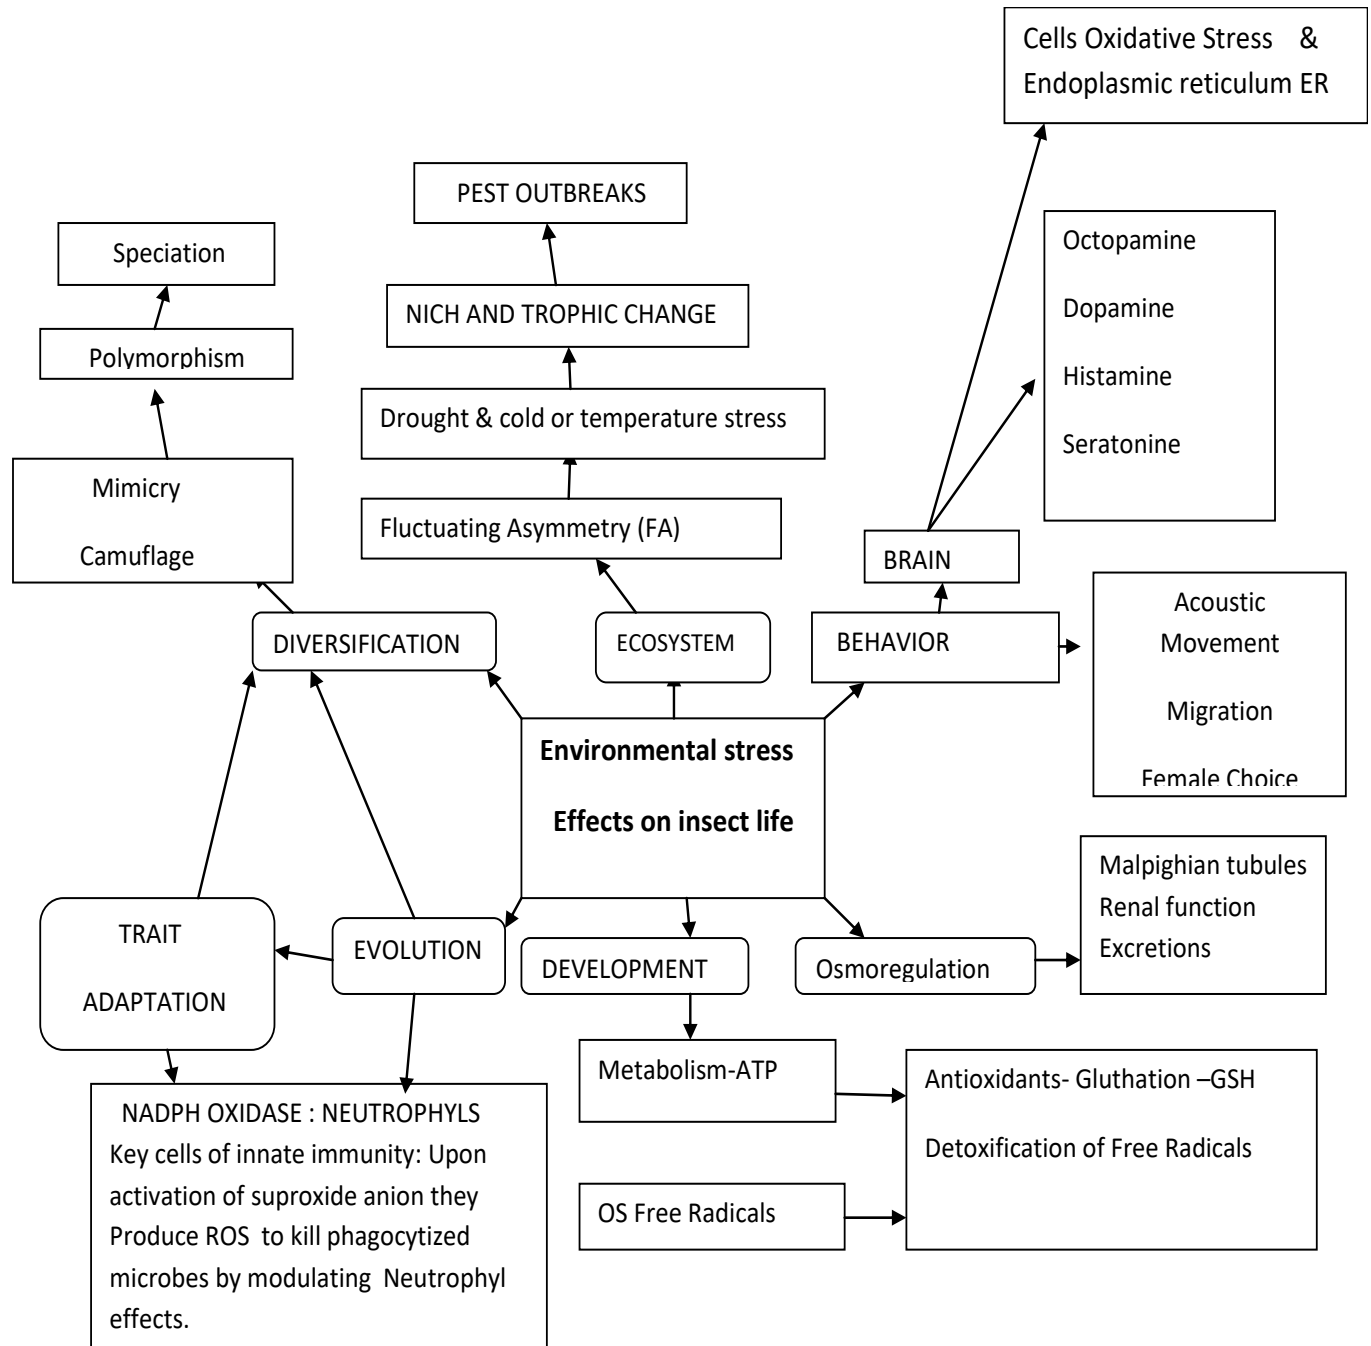 Cells Oxidative Stress &
Endoplasmic reticulum ER
PEST OUTBREAKS
Speciation
Octopamine
Dopamine
Histamine
Seratonine
NICH AND TROPHIC CHANGE
Polymorphism
Drought & cold or temperature stress
Mimicry
Camuflage
Fluctuating Asymmetry (FA)
BRAIN
Acoustic
Movement
Migration
Female Choice
DIVERSIFICATION
ECOSYSTEM
BEHAVIOR
Environmental stress
Effects on insect life
Malpighian tubules
Renal function
Excretions
TRAIT
ADAPTATION
EVOLUTION
DEVELOPMENT
Osmoregulation
Metabolism-ATP
Antioxidants- Gluthation –GSH
Detoxification of Free Radicals
OS Free Radicals
NADPH OXIDASE : NEUTROPHYLS
Key cells of innate immunity: Upon
activation of suproxide anion they
Produce ROS to kill phagocytized
microbes by modulating Neutrophyl
effects.